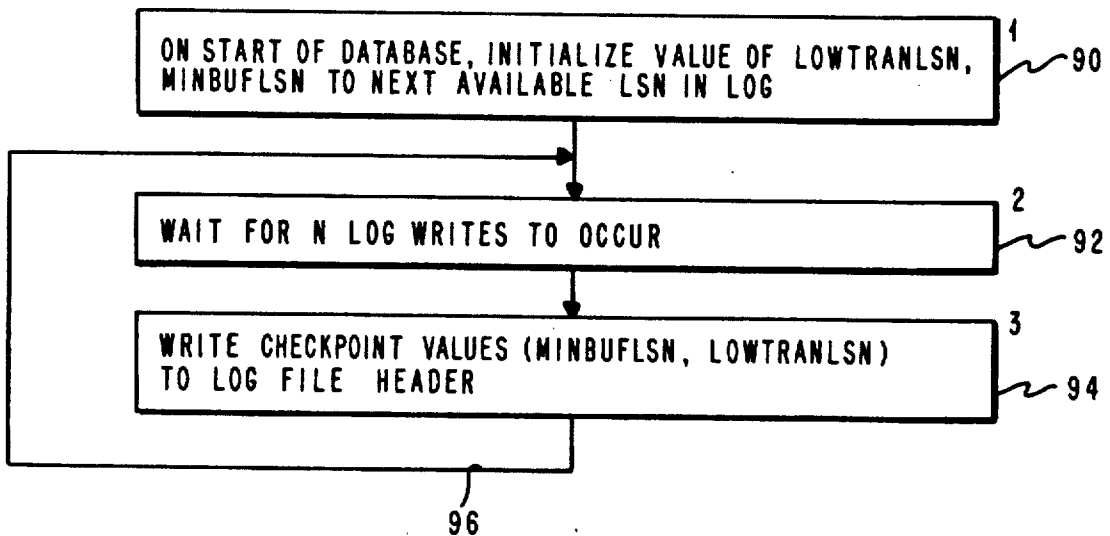 1
ON START OF DATABASE, INITIALIZE VALUE OF LOWTRANLSN,
MINBUFLSN TO NEXT AVAILABLE LSN IN LOG
90
2
WAIT FOR N LOG WRITES TO OCCUR
92
3
WRITE CHECKPOINT VALUES (MINBUFLSN, LOWTRANLSN)
TO LOG FILE HEADER
94
96